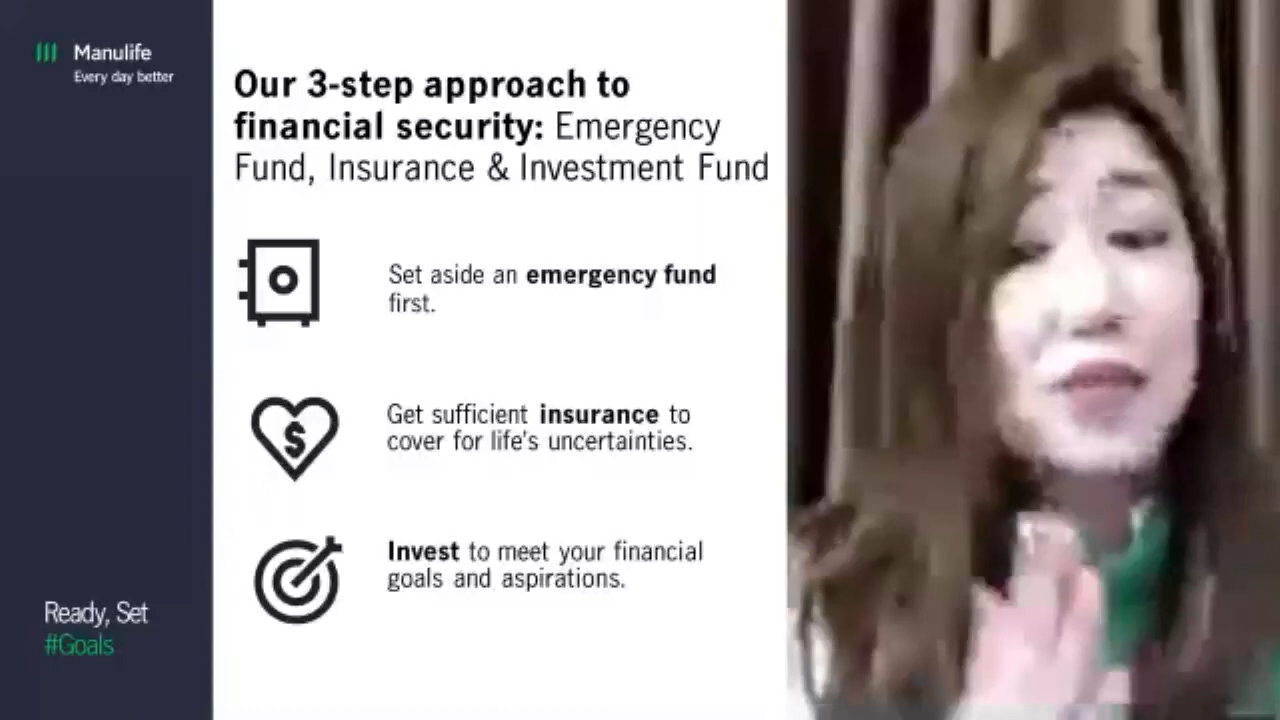 Manulife
Every day better
Our 3-step approach to
financial security: Emergency
Fund, Insurance & Investment Fund
Set aside an emergency fund
first.
$
Get sufficient insurance to
cover for life's uncertainties.
Invest to meet your financial
goals and aspirations.
Ready, Set
#Goals